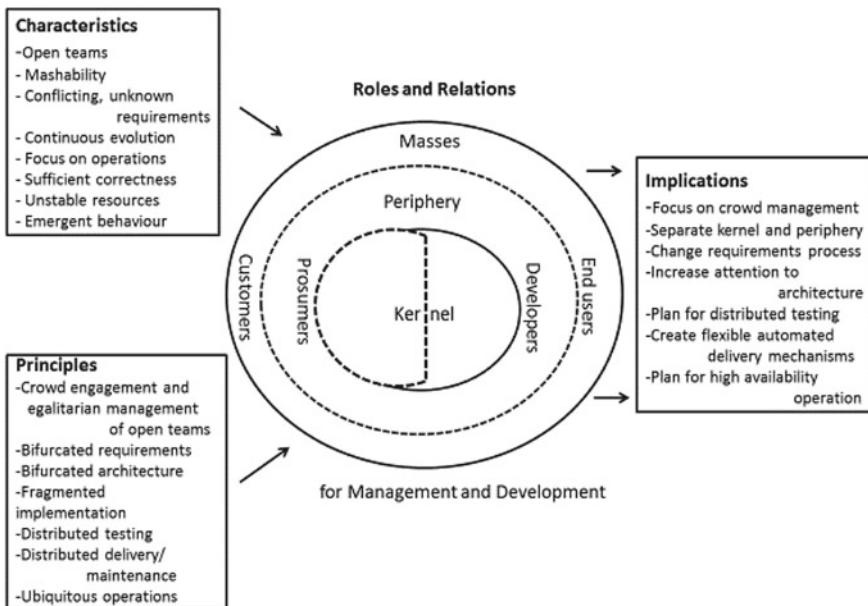 Characteristics
-Open teams
- Mashability
- Conflicting, unknown
requirements
- Continuous evolution
- Focus on operations
- Sufficient correctness
- Unstable resources
- Emergent behaviour
Principles
-Crowd engagement and
egalitarian management
of open teams
-Bifurcated requirements
-Bifurcated architecture
-Fragmented
implementation
-Distributed testing
-Distributed delivery/
maintenance
-Ubiquitous operations
Roles and Relations
Masses
Periphery
Customers
Prosumers
Kernel
Developers
End users
for Management and Development
Implications
-Focus on crowd management
-Separate kernel and periphery
-Change requirements process
-Increase attention to
architecture
-Plan for distributed testing
-Create flexible automated
delivery mechanisms
-Plan for high availability
operation